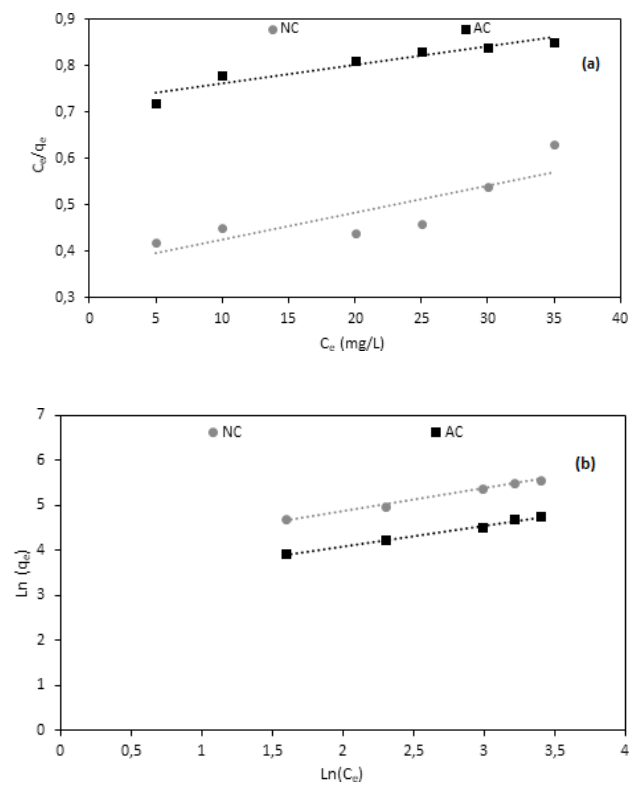 0,9
0,8
0,7
0,6
0,5
0,4
0,3
Ce/qe
NC
AC
(a)
0 5 10 15 20 25 30 35 40
Ce (mg/L)
7
6
5
4
3
2
1
0
Ln (qe)
NC
AC
(b)
0 0,5 1 1,5 2 2,5 3 3,5 4
Ln(Ce)